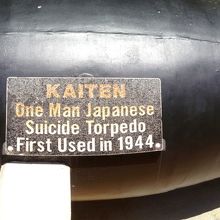 KAITEN
One Man Japanese
Suicide Torpedo
First Used in 1944